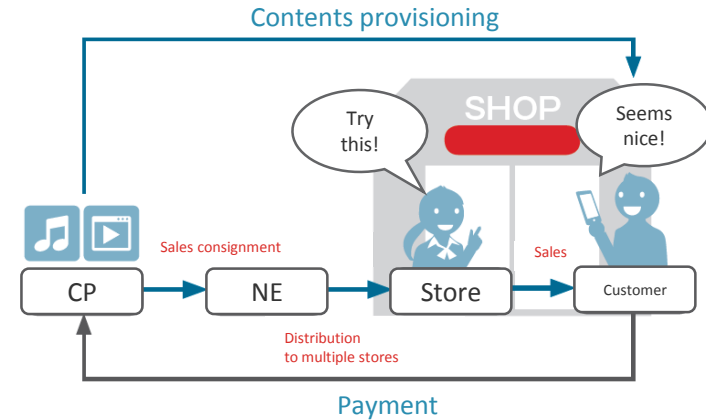 Contents provisioning
SHOP
Try
this!
Seems
nice!
Sales consignment
Sales
CP
NE
Store
Customer
Distribution
to multiple stores
Payment